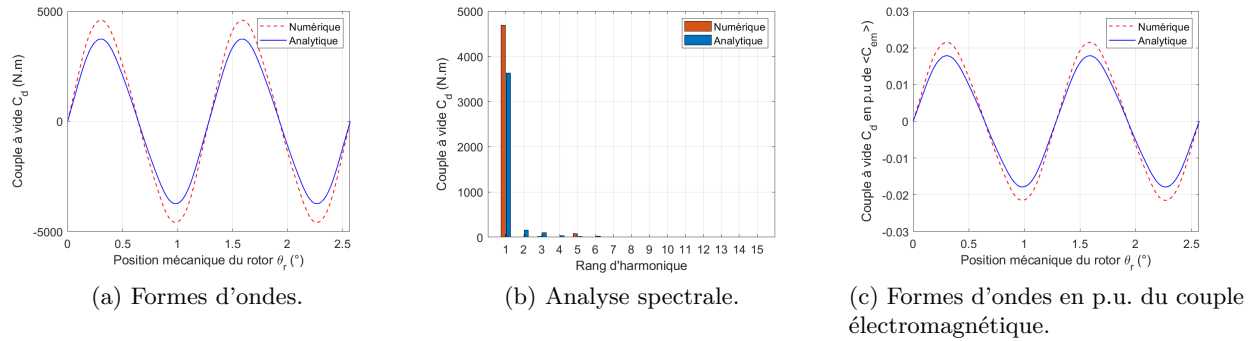 5000
0
-5000
Couple à vide C_d (N.m)
Numérique
Analytique
0 0.5 1 1.5 2 2.5
Position mécanique du rotor θ_r (°)
(a) Formes d'ondes.
5000
4000
3000
2000
1000
0
Couple à vide C_d (N.m)
Numérique
Analytique
1 2 3 4 5 6 7 8 9 10 11 12 13 14 15
Rang d'harmonique
(b) Analyse spectrale.
0.03
0.02
0.01
0
-0.01
-0.02
-0.03
Couple à vide C_d en p.u de <C_em>
Numérique
Analytique
0 0.5 1 1.5 2 2.5
Position mécanique du rotor θ_r (°)
(c) Formes d'ondes en p.u. du couple
électromagnétique.